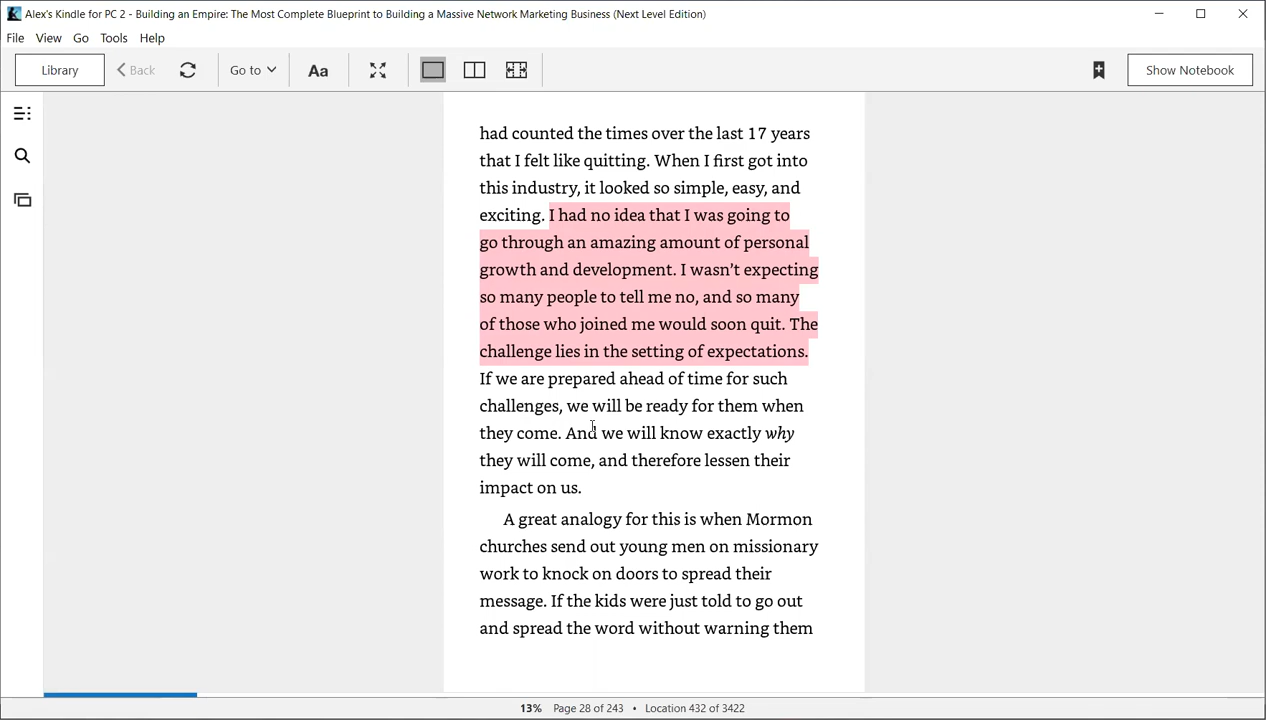 Alex's Kindle for PC 2 - Building an Empire: The Most Complete Blueprint to Building a Massive Network Marketing Business (Next Level Edition)
File View Go Tools Help
Library Back Go to Aa Show Notebook
had counted the times over the last 17 years
that I felt like quitting. When I first got into
this industry, it looked so simple, easy, and
exciting. I had no idea that I was going to
go through an amazing amount of personal
growth and development. I wasn’t expecting
so many people to tell me no, and so many
of those who joined me would soon quit. The
challenge lies in the setting of expectations.
If we are prepared ahead of time for such
challenges, we will be ready for them when
they come. And we will know exactly why
they will come, and therefore lessen their
impact on us.
A great analogy for this is when Mormon
churches send out young men on missionary
work to knock on doors to spread their
message. If the kids were just told to go out
and spread the word without warning them
13% Page 28 of 243 • Location 432 of 3422